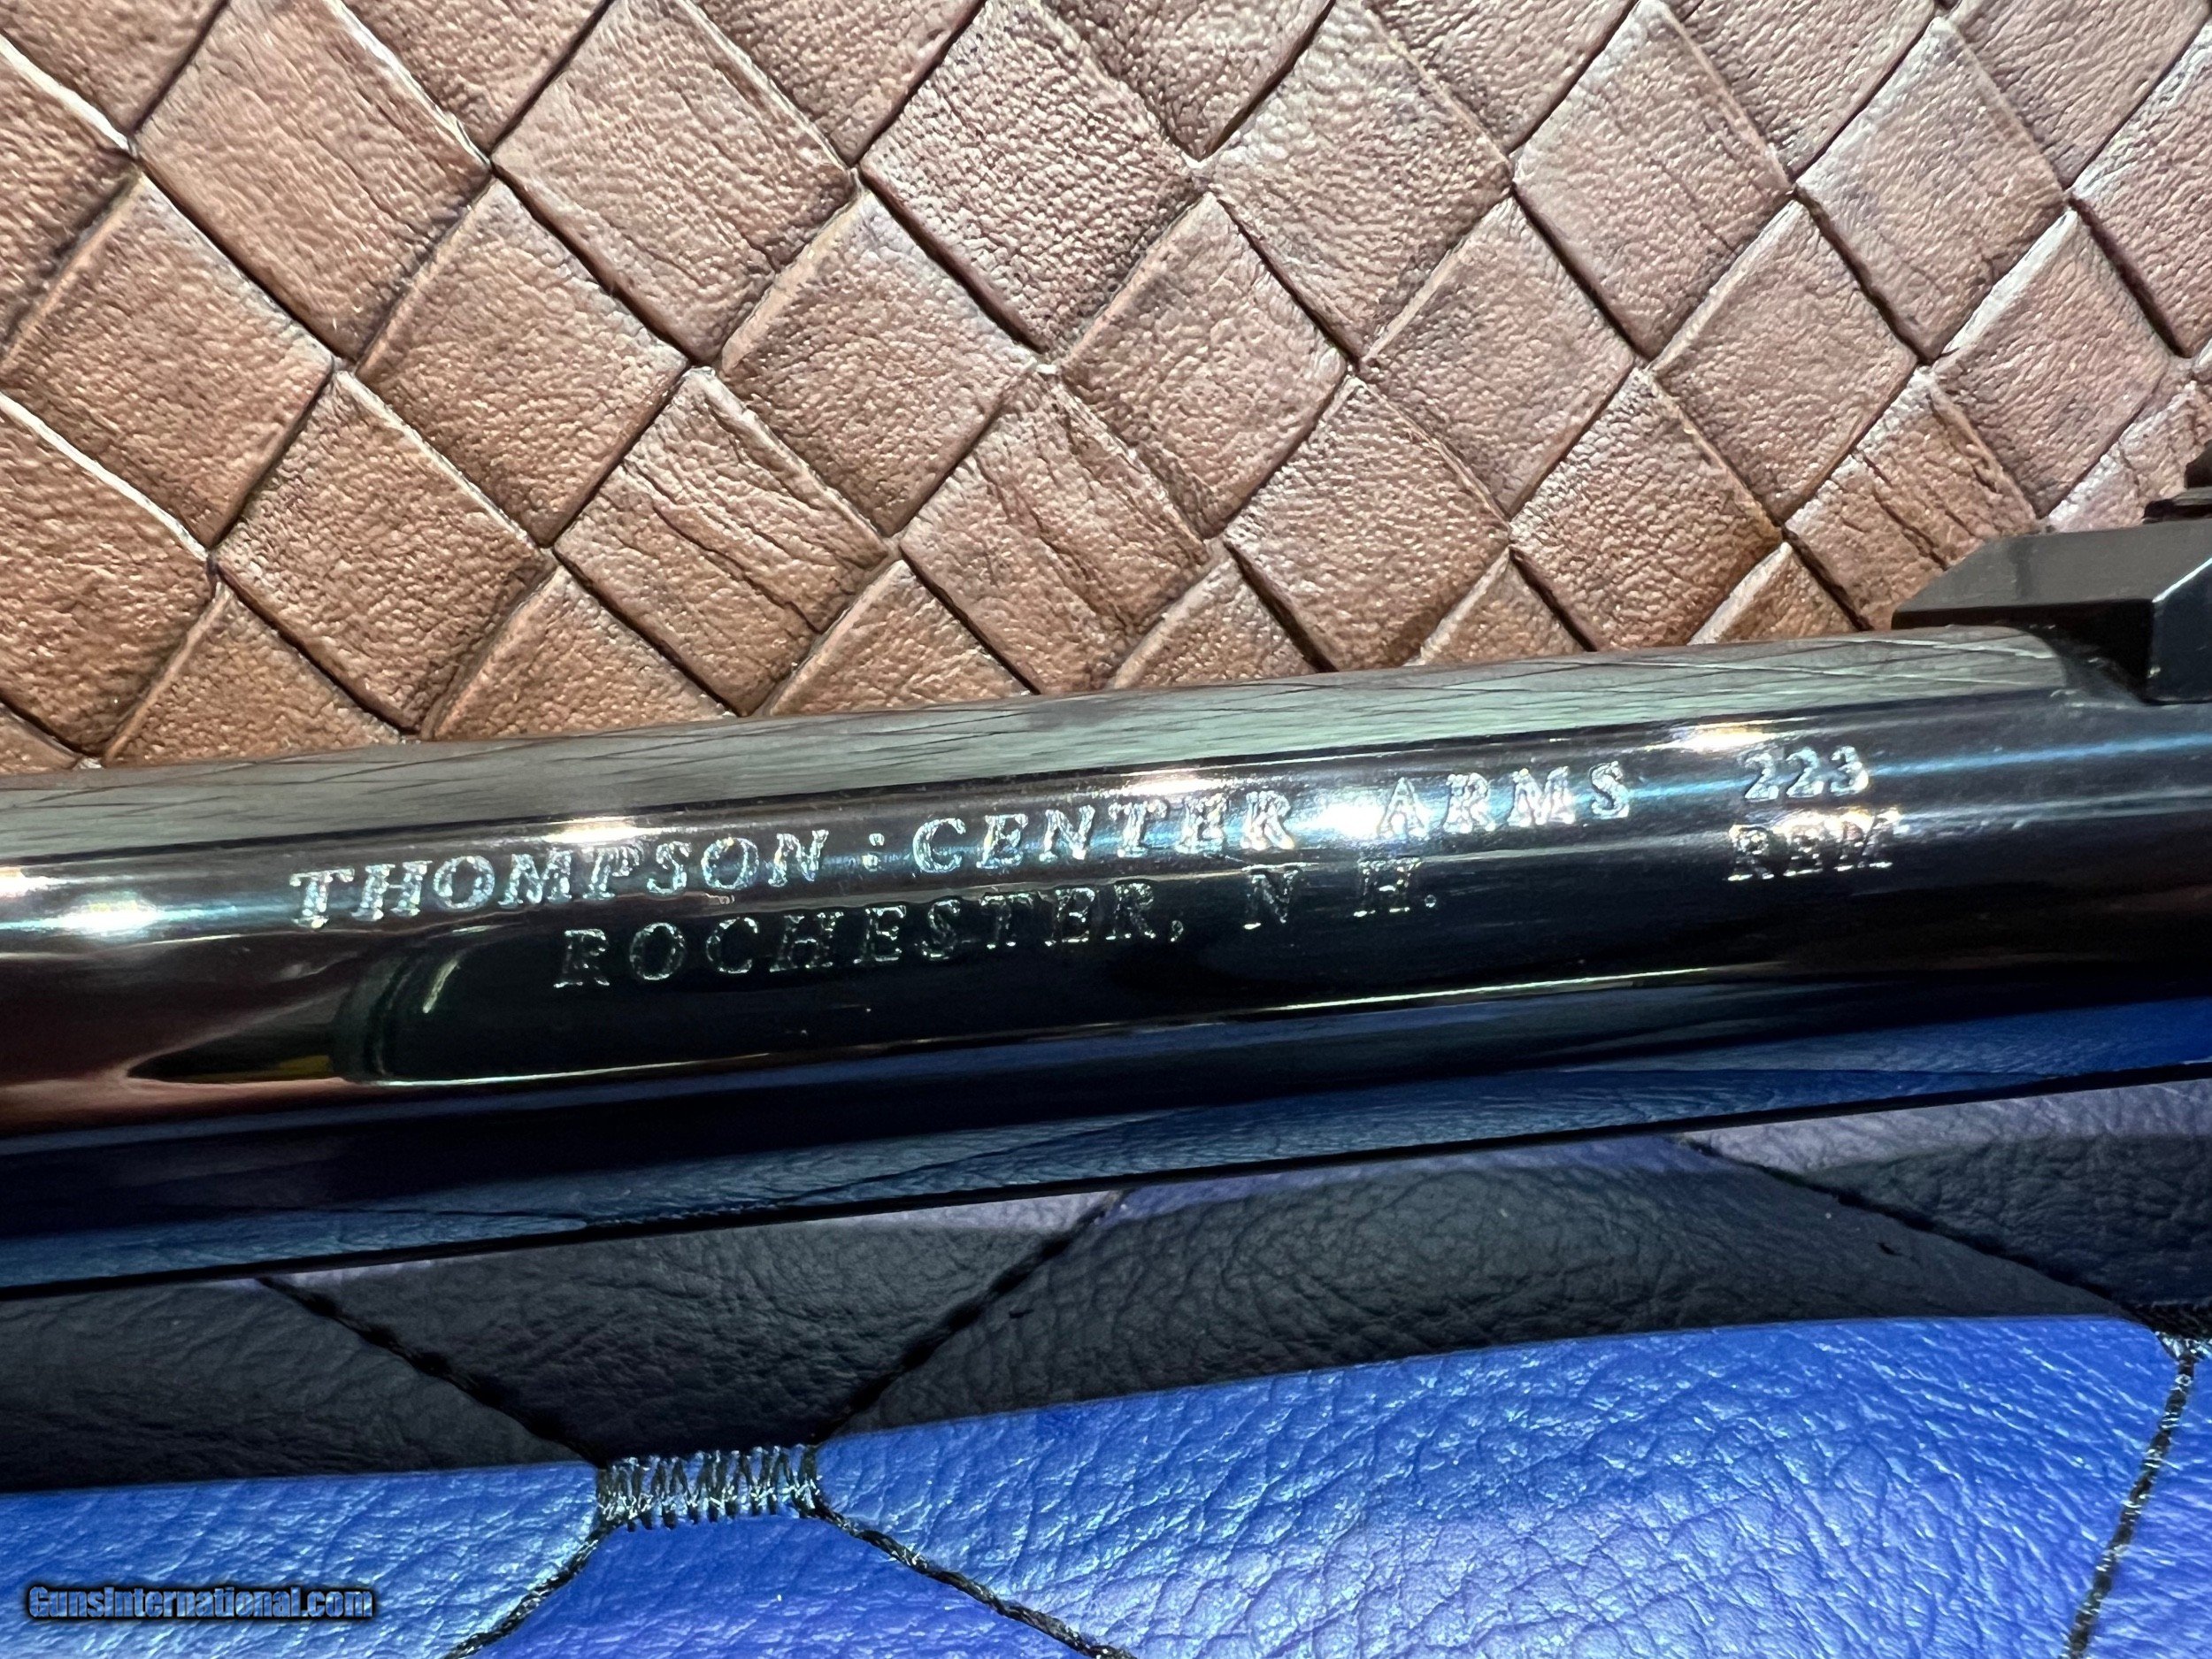 THOMPSON : CENTER ARMS 223
ROCHESTER, N H. REM
GunsInternational.com